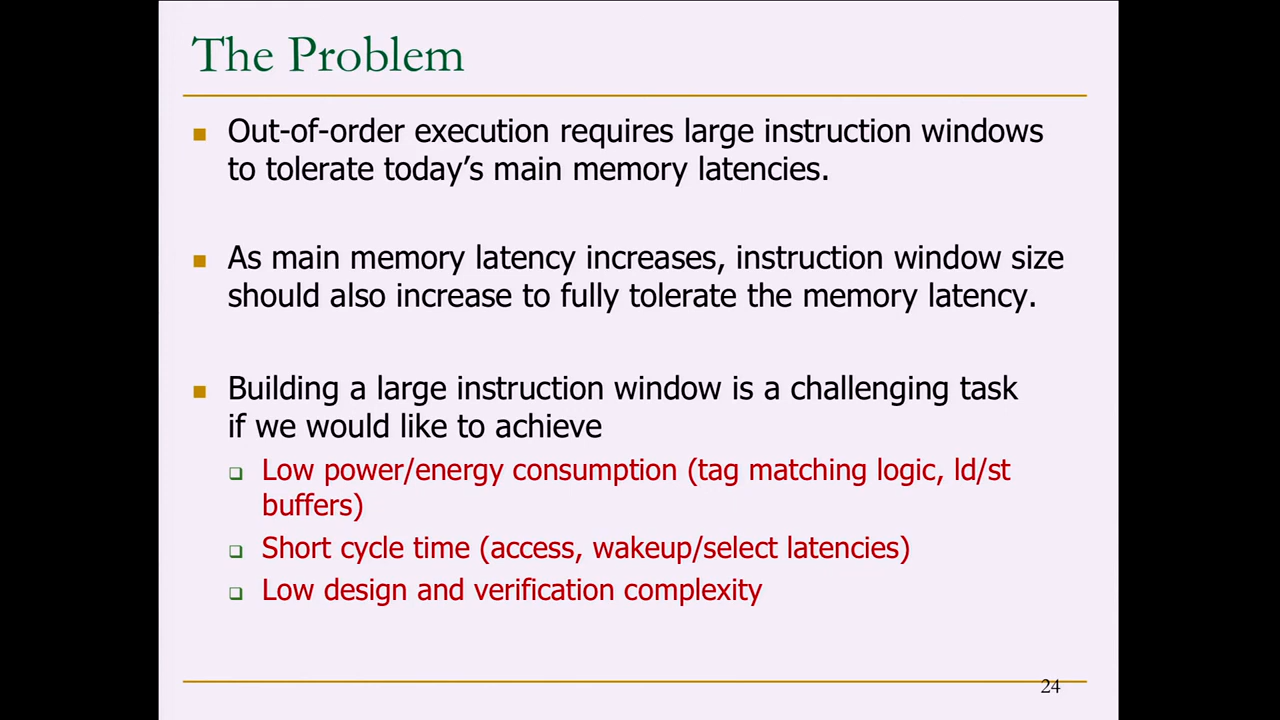 The Problem
Out-of-order execution requires large instruction windows
to tolerate today’s main memory latencies.
As main memory latency increases, instruction window size
should also increase to fully tolerate the memory latency.
Building a large instruction window is a challenging task
if we would like to achieve
Low power/energy consumption (tag matching logic, ld/st
buffers)
Short cycle time (access, wakeup/select latencies)
Low design and verification complexity
24